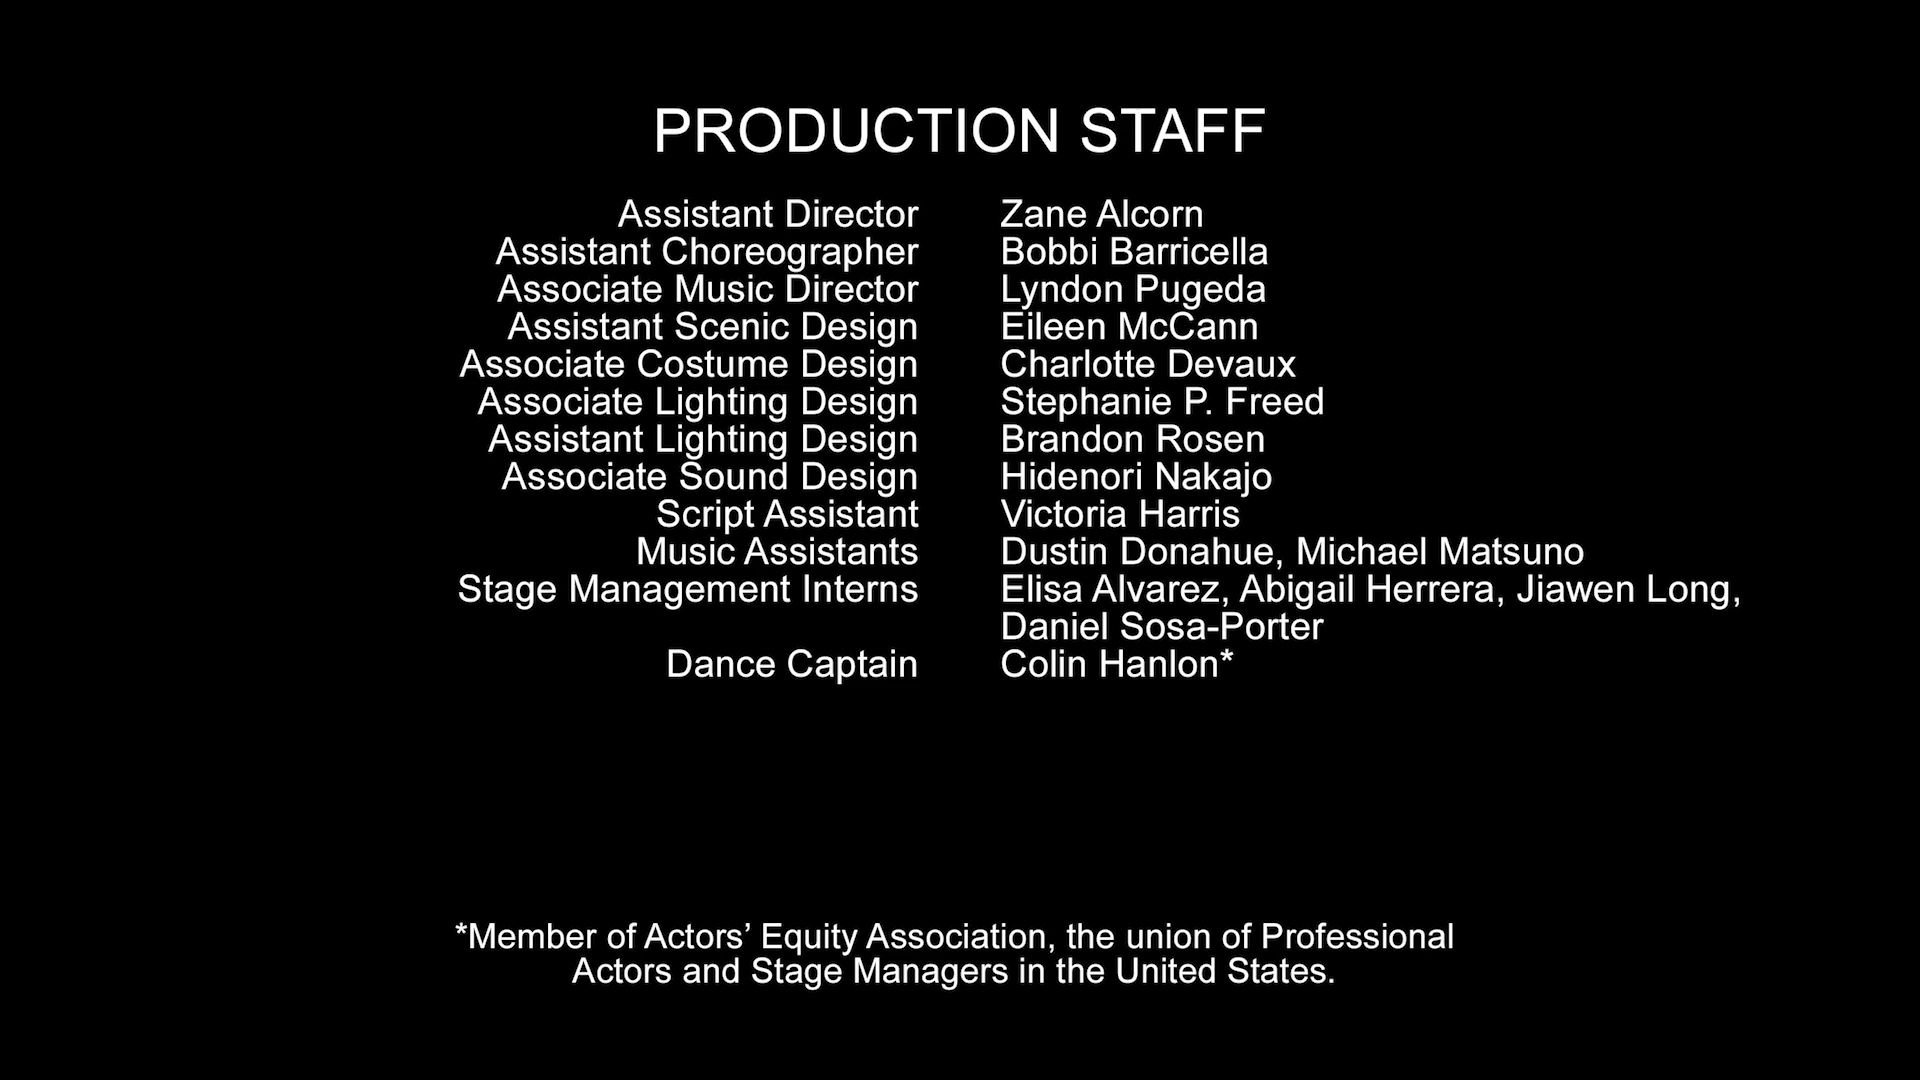 PRODUCTION STAFF
Assistant Director Zane Alcorn
Assistant Choreographer Bobbi Barricella
Associate Music Director Lyndon Pugeda
Assistant Scenic Design Eileen McCann
Associate Costume Design Charlotte Devaux
Associate Lighting Design Stephanie P. Freed
Assistant Lighting Design Brandon Rosen
Associate Sound Design Hidenori Nakajo
Script Assistant Victoria Harris
Music Assistants Dustin Donahue, Michael Matsuno
Stage Management Interns Elisa Alvarez, Abigail Herrera, Jiawen Long,
Daniel Sosa-Porter
Dance Captain Colin Hanlon*
*Member of Actors’ Equity Association, the union of Professional
Actors and Stage Managers in the United States.